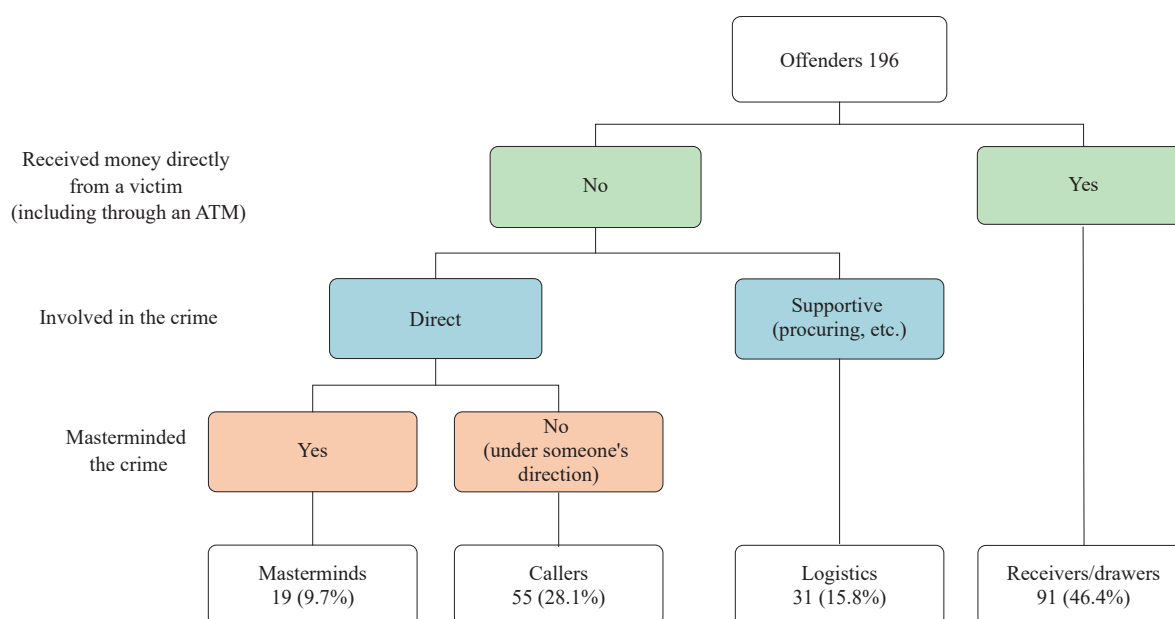 Offenders 196
Received money directly
from a victim
(including through an ATM)
No
Yes
Involved in the crime
Direct
Supportive
(procuring, etc.)
Masterminded
the crime
Yes
No
(under someone's
direction)
Masterminds
19 (9.7%)
Callers
55 (28.1%)
Logistics
31 (15.8%)
Receivers/drawers
91 (46.4%)